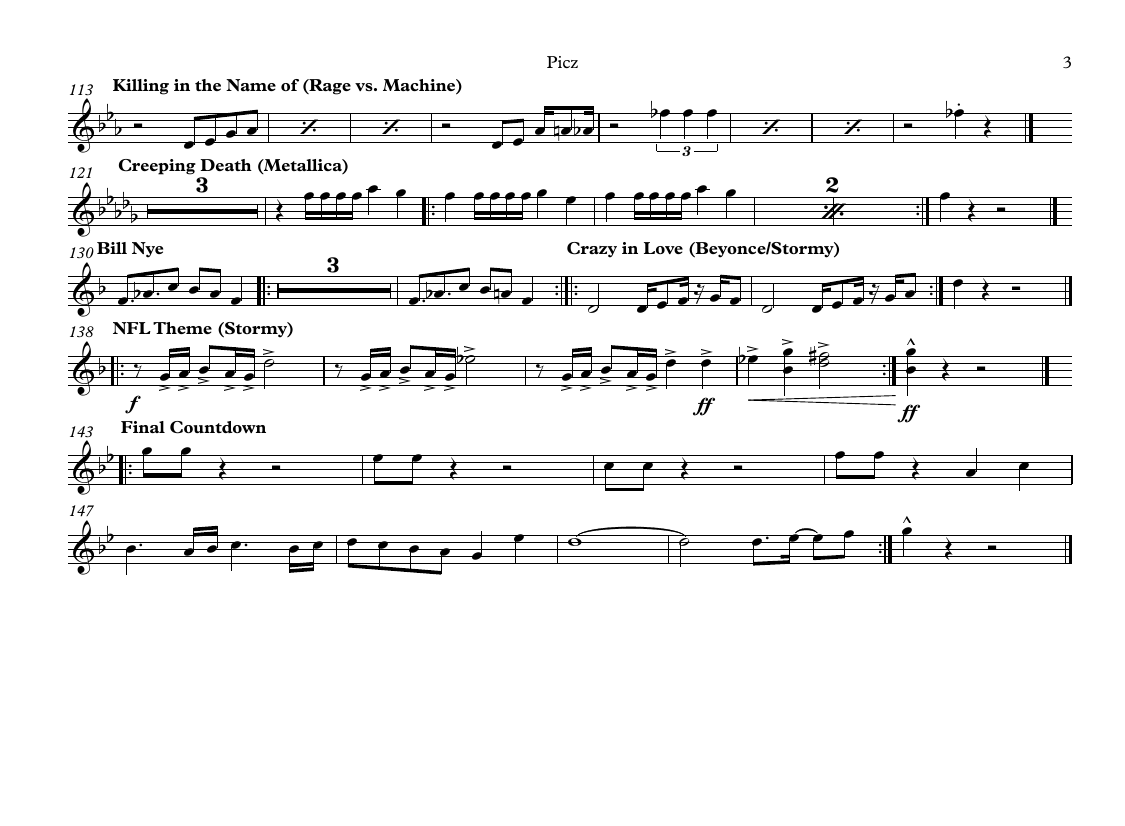 Picz 3
113 Killing in the Name of (Rage vs. Machine)
3
121 Creeping Death (Metallica)
3 2
130 Bill Nye Crazy in Love (Beyonce/Stormy)
3
138 NFL Theme (Stormy)
f ff ff
143 Final Countdown
147